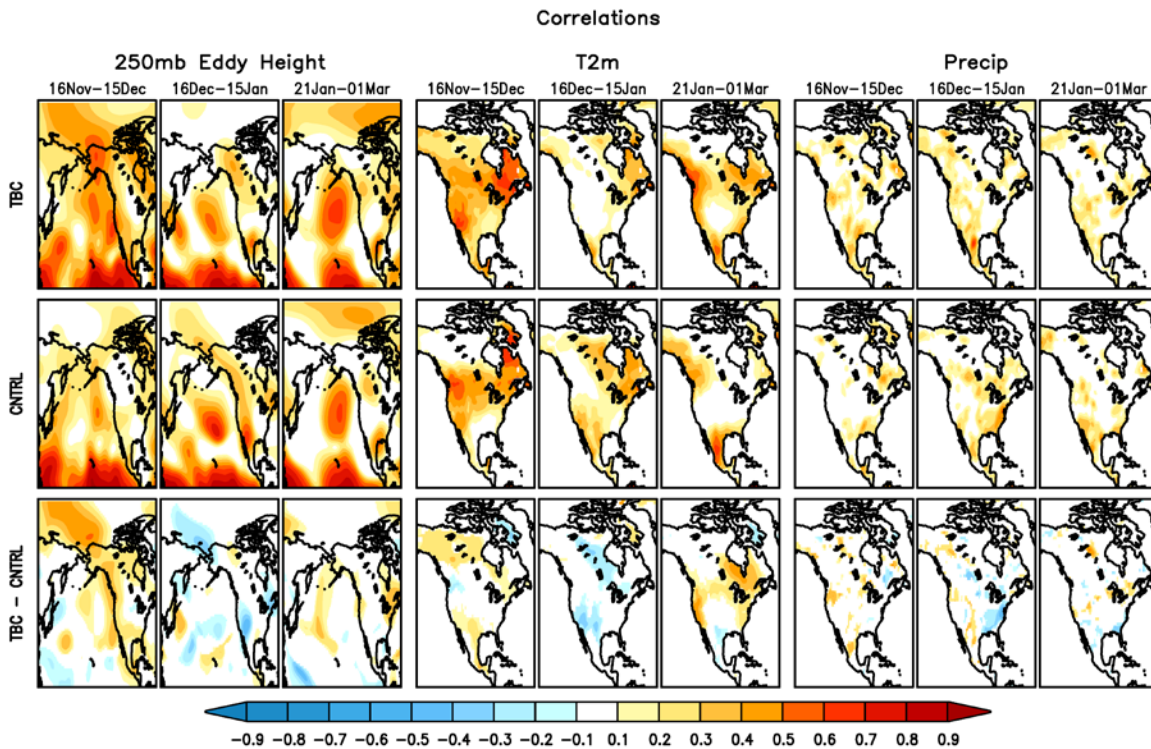 Correlations
250mb Eddy Height T2m Precip
16Nov-15Dec 16Dec-15Jan 21Jan-01Mar 16Nov-15Dec 16Dec-15Jan 21Jan-01Mar 16Nov-15Dec 16Dec-15Jan 21Jan-01Mar
TBC
CNTRL
TBC - CNTRL
-0.9 -0.8 -0.7 -0.6 -0.5 -0.4 -0.3 -0.2 -0.1 0.1 0.2 0.3 0.4 0.5 0.6 0.7 0.8 0.9